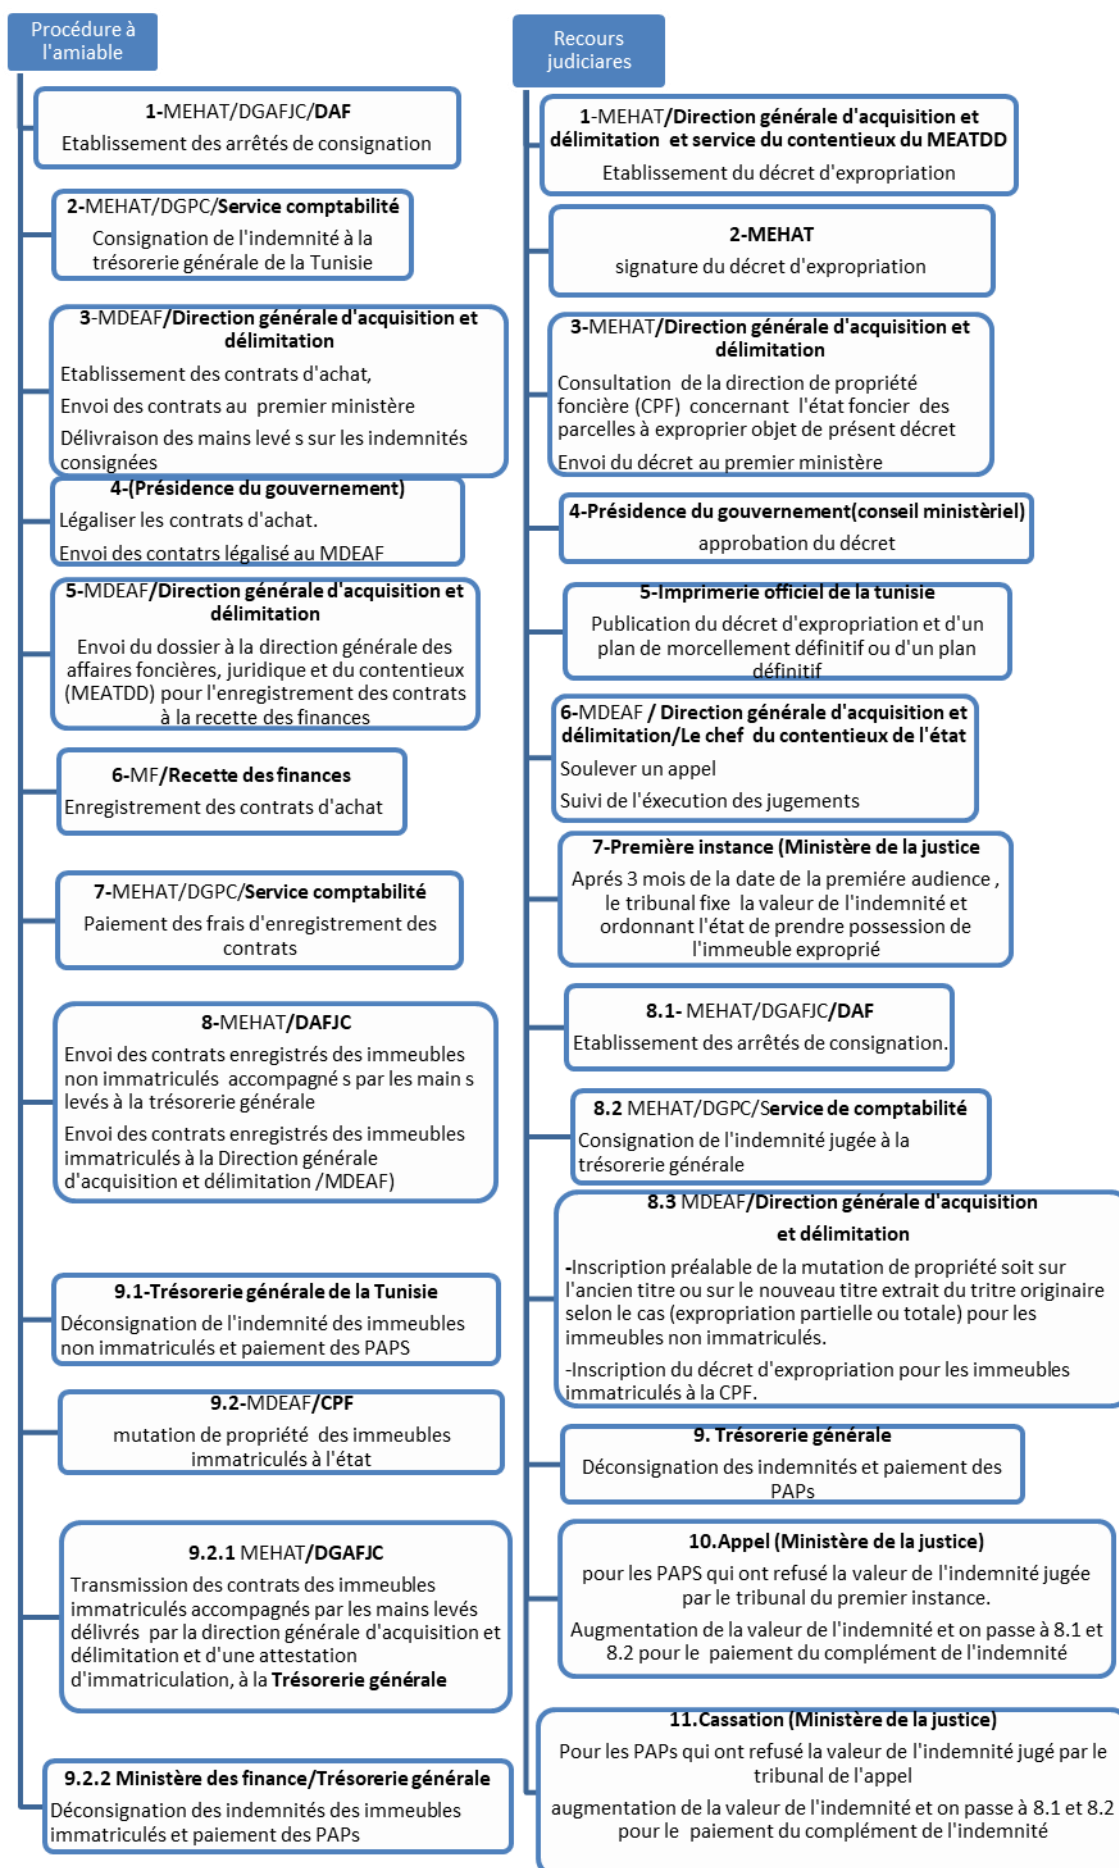 Procédure à
l'amiable
1-MEHAT/DGAFJC/DAF
Etablissement des arrêtés de consignation
2-MEHAT/DGPC/Service comptabilité
Consignation de l'indemnité à la
trésorerie générale de la Tunisie
3-MDEAF/Direction générale d'acquisition et
délimitation
Etablissement des contrats d'achat,
Envoi des contrats au premier ministère
Délivraison des mains levé s sur les indemnités
consignées
4-(Présidence du gouvernement)
Légaliser les contrats d'achat.
Envoi des contatrs légalisé au MDEAF
5-MDEAF/Direction générale d'acquisition et
délimitation
Envoi du dossier à la direction générale des
affaires foncières, juridique et du contentieux
(MEATDD) pour l'enregistrement des contrats
à la recette des finances
6-MF/Recette des finances
Enregistrement des contrats d'achat
7-MEHAT/DGPC/Service comptabilité
Paiement des frais d'enregistrement des
contrats
8-MEHAT/DAFJC
Envoi des contrats enregistrés des immeubles
non immatriculés accompagné s par les main s
levés à la trésorerie générale
Envoi des contrats enregistrés des immeubles
immatriculés à la Direction générale
d'acquisition et délimitation /MDEAF)
9.1-Trésorerie générale de la Tunisie
Déconsignation de l'indemnité des immeubles
non immatriculés et paiement des PAPS
9.2-MDEAF/CPF
mutation de propriété des immeubles
immatriculés à l'état
9.2.1 MEHAT/DGAFJC
Transmission des contrats des immeubles
immatriculés accompagnés par les mains levés
délivrés par la direction générale d'acquisition et
délimitation et d'une attestation
d'immatriculation, à la Trésorerie générale
9.2.2 Ministère des finance/Trésorerie générale
Déconsignation des indemnités des immeubles
immatriculés et paiement des PAPs
Recours
judiciares
1-MEHAT/Direction générale d'acquisition et
délimitation et service du contentieux du MEATDD
Etablissement du décret d'expropriation
2-MEHAT
signature du décret d'expropriation
3-MEHAT/Direction générale d'acquisition et
délimitation
Consultation de la direction de propriété
foncière (CPF) concernant l'état foncier des
parcelles à exproprier objet de présent décret
Envoi du décret au premier ministère
4-Présidence du gouvernement(conseil ministèriel)
approbation du décret
5-Imprimerie officiel de la tunisie
Publication du décret d'expropriation et d'un
plan de morcellement définitif ou d'un plan
définitif
6-MDEAF / Direction générale d'acquisition et
délimitation/Le chef du contentieux de l'état
Soulever un appel
Suivi de l'éxecution des jugements
7-Première instance (Ministère de la justice
Aprés 3 mois de la date de la premiére audience ,
le tribunal fixe la valeur de l'indemnité et
ordonnant l'état de prendre possession de
l'immeuble exproprié
8.1- MEHAT/DGAFJC/DAF
Etablissement des arrêtés de consignation.
8.2 MEHAT/DGPC/Service de comptabilité
Consignation de l'indemnité jugée à la
trésorerie générale
8.3 MDEAF/Direction générale d'acquisition
et délimitation
-Inscription préalable de la mutation de propriété soit sur
l'ancien titre ou sur le nouveau titre extrait du tritre originaire
selon le cas (expropriation partielle ou totale) pour les
immeubles non immatriculés.
-Inscription du décret d'expropriation pour les immeubles
immatriculés à la CPF.
9. Trésorerie générale
Déconsignation des indemnités et paiement des
PAPs
10.Appel (Ministère de la justice)
pour les PAPS qui ont refusé la valeur de l'indemnité jugée
par le tribunal du premier instance.
Augmentation de la valeur de l'indemnité et on passe à 8.1 et
8.2 pour le paiement du complément de l'indemnité
11.Cassation (Ministère de la justice)
Pour les PAPs qui ont refusé la valeur de l'indemnité jugé par le
tribunal de l'appel
augmentation de la valeur de l'indemnité et on passe à 8.1 et 8.2
pour le paiement du complément de l'indemnité